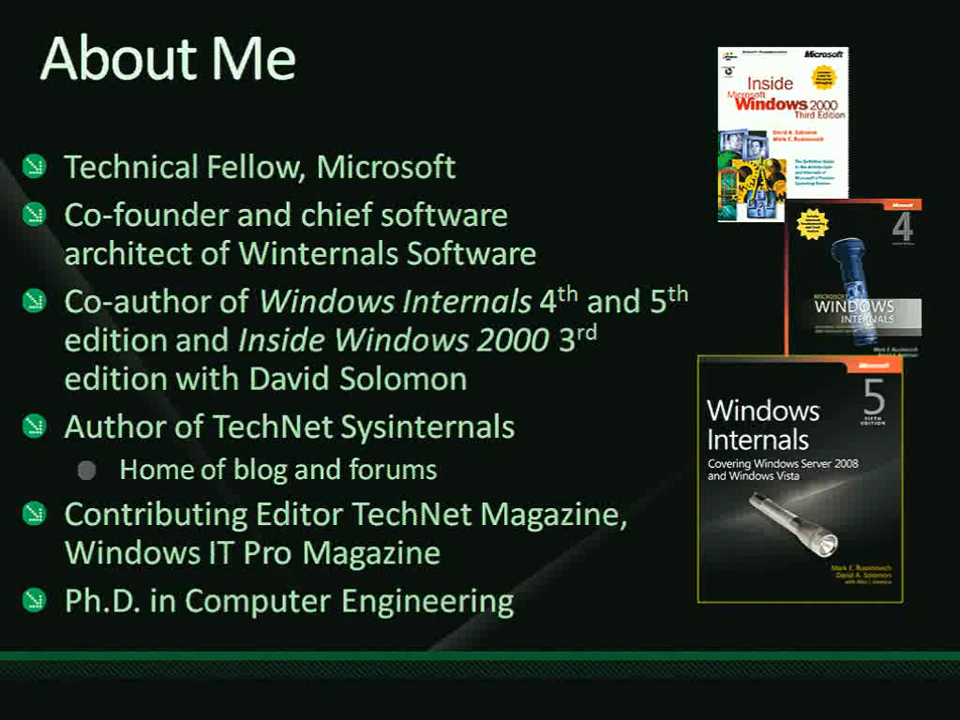 About Me
Technical Fellow, Microsoft
Co-founder and chief software
architect of Winternals Software
Co-author of Windows Internals 4th and 5th
edition and Inside Windows 2000 3rd
edition with David Solomon
Author of TechNet Sysinternals
Home of blog and forums
Contributing Editor TechNet Magazine,
Windows IT Pro Magazine
Ph.D. in Computer Engineering
Microsoft
Inside
Microsoft
Windows 2000
Third Edition
David A. Solomon
Mark E. Russinovich
Microsoft
4
MICROSOFT
WINDOWS
INTERNALS
Mark E. Russinovich
Microsoft
5
FIFTH
EDITION
Windows
Internals
Covering Windows Server 2008
and Windows Vista
Mark E. Russinovich
David A. Solomon